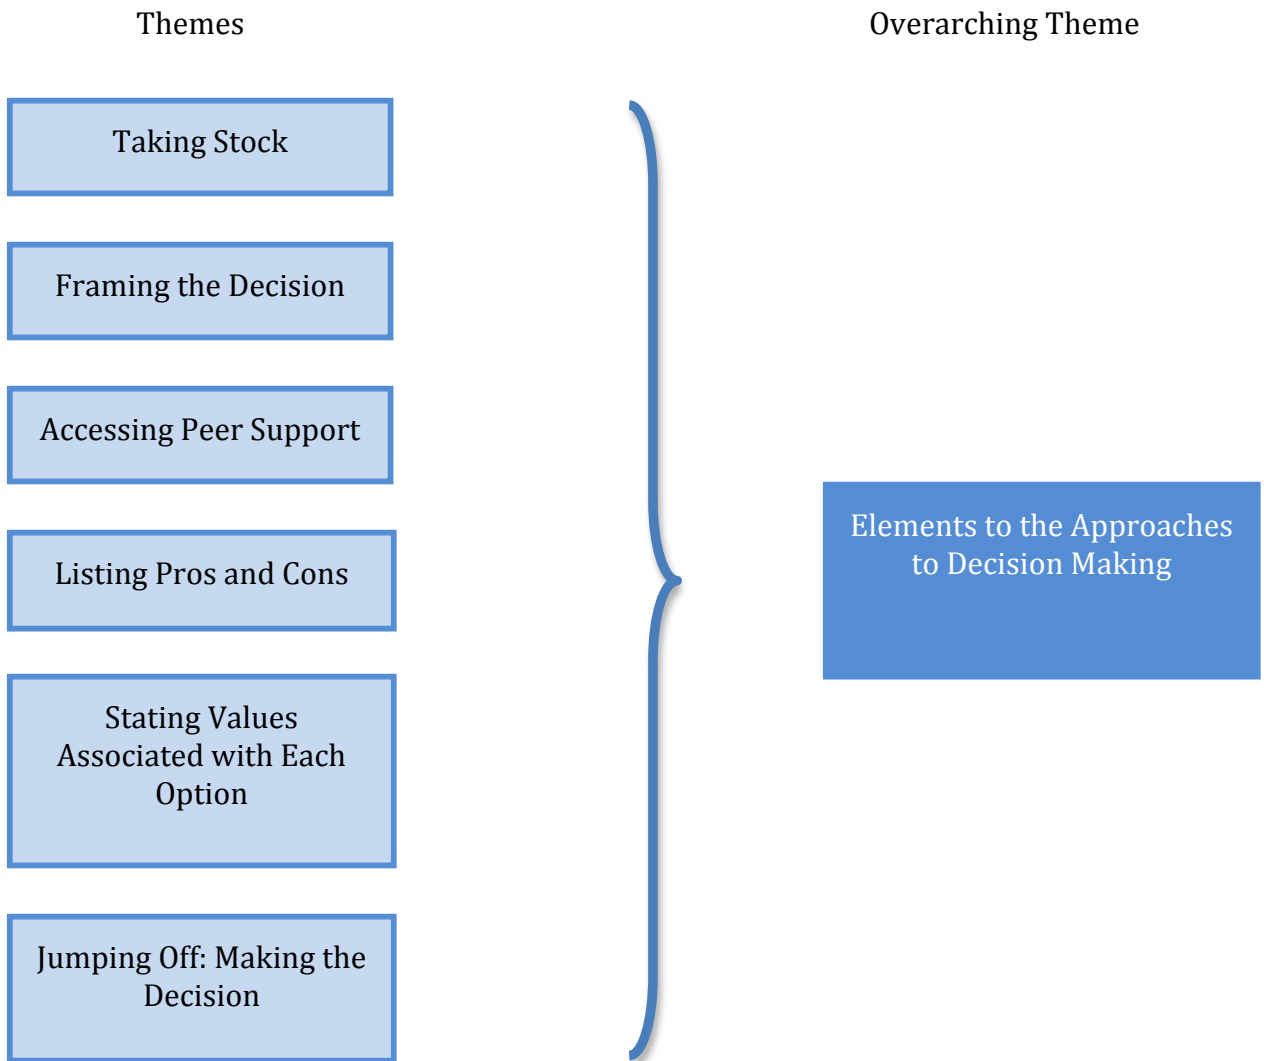 Themes
Overarching Theme
Taking Stock
Framing the Decision
Accessing Peer Support
Listing Pros and Cons
Stating Values
Associated with Each
Option
Jumping Off: Making the
Decision
Elements to the Approaches
to Decision Making